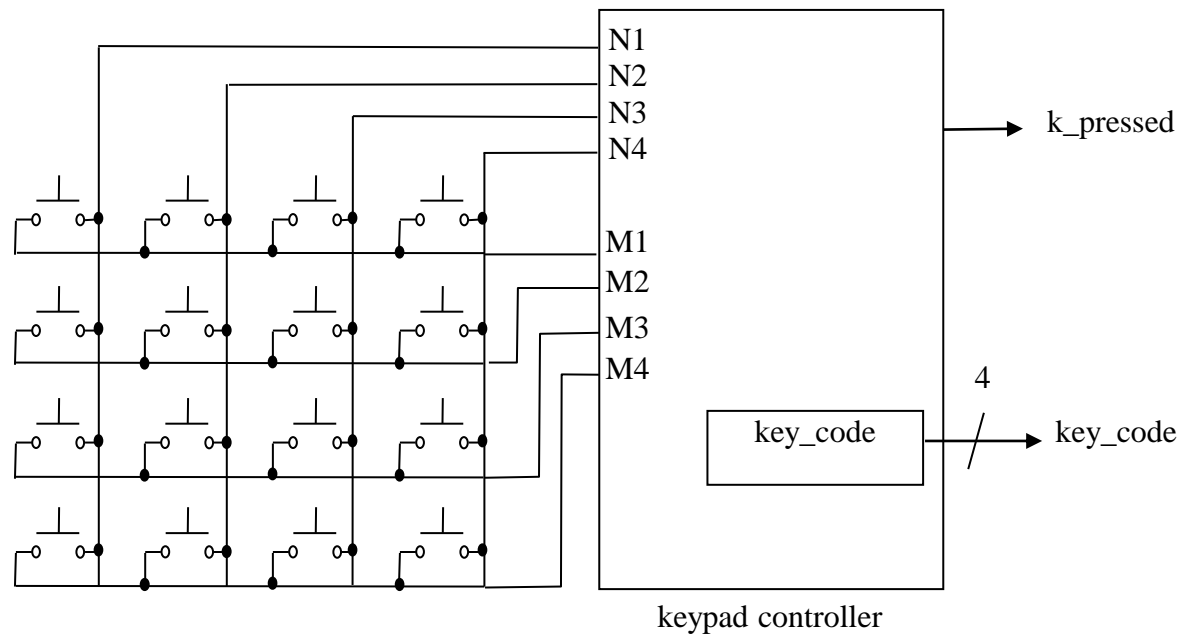 N1
N2
N3
N4
k_pressed
M1
M2
M3
M4
4
key_code
key_code
keypad controller